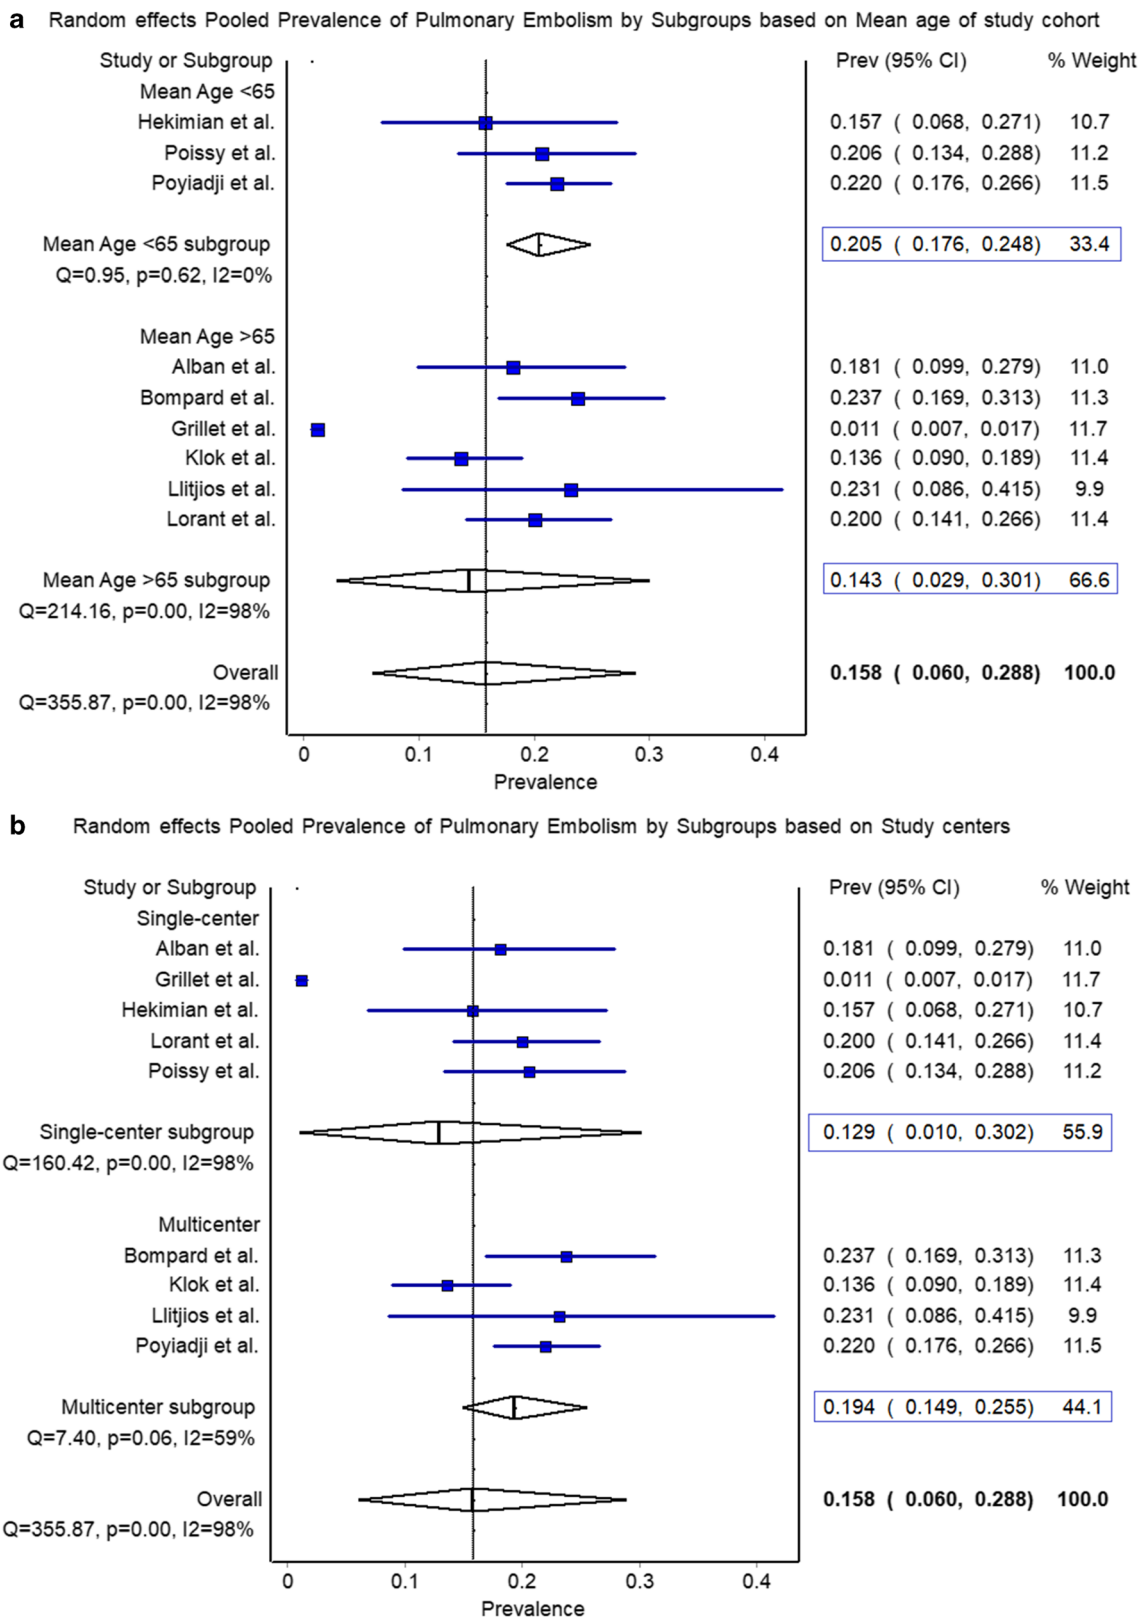 a Random effects Pooled Prevalence of Pulmonary Embolism by Subgroups based on Mean age of study cohort
Study or Subgroup Prev (95% CI) % Weight
Mean Age <65
Hekimian et al. 0.157 ( 0.068, 0.271) 10.7
Poissy et al. 0.206 ( 0.134, 0.288) 11.2
Poyiadji et al. 0.220 ( 0.176, 0.266) 11.5
Mean Age <65 subgroup 0.205 ( 0.176, 0.248) 33.4
Q=0.95, p=0.62, I2=0%
Mean Age >65
Alban et al. 0.181 ( 0.099, 0.279) 11.0
Bompard et al. 0.237 ( 0.169, 0.313) 11.3
Grillet et al. 0.011 ( 0.007, 0.017) 11.7
Klok et al. 0.136 ( 0.090, 0.189) 11.4
Llitjios et al. 0.231 ( 0.086, 0.415) 9.9
Lorant et al. 0.200 ( 0.141, 0.266) 11.4
Mean Age >65 subgroup 0.143 ( 0.029, 0.301) 66.6
Q=214.16, p=0.00, I2=98%
Overall 0.158 ( 0.060, 0.288) 100.0
Q=355.87, p=0.00, I2=98%
0 0.1 0.2 0.3 0.4
Prevalence
b Random effects Pooled Prevalence of Pulmonary Embolism by Subgroups based on Study centers
Study or Subgroup Prev (95% CI) % Weight
Single-center
Alban et al. 0.181 ( 0.099, 0.279) 11.0
Grillet et al. 0.011 ( 0.007, 0.017) 11.7
Hekimian et al. 0.157 ( 0.068, 0.271) 10.7
Lorant et al. 0.200 ( 0.141, 0.266) 11.4
Poissy et al. 0.206 ( 0.134, 0.288) 11.2
Single-center subgroup 0.129 ( 0.010, 0.302) 55.9
Q=160.42, p=0.00, I2=98%
Multicenter
Bompard et al. 0.237 ( 0.169, 0.313) 11.3
Klok et al. 0.136 ( 0.090, 0.189) 11.4
Llitjios et al. 0.231 ( 0.086, 0.415) 9.9
Poyiadji et al. 0.220 ( 0.176, 0.266) 11.5
Multicenter subgroup 0.194 ( 0.149, 0.255) 44.1
Q=7.40, p=0.06, I2=59%
Overall 0.158 ( 0.060, 0.288) 100.0
Q=355.87, p=0.00, I2=98%
0 0.1 0.2 0.3 0.4
Prevalence